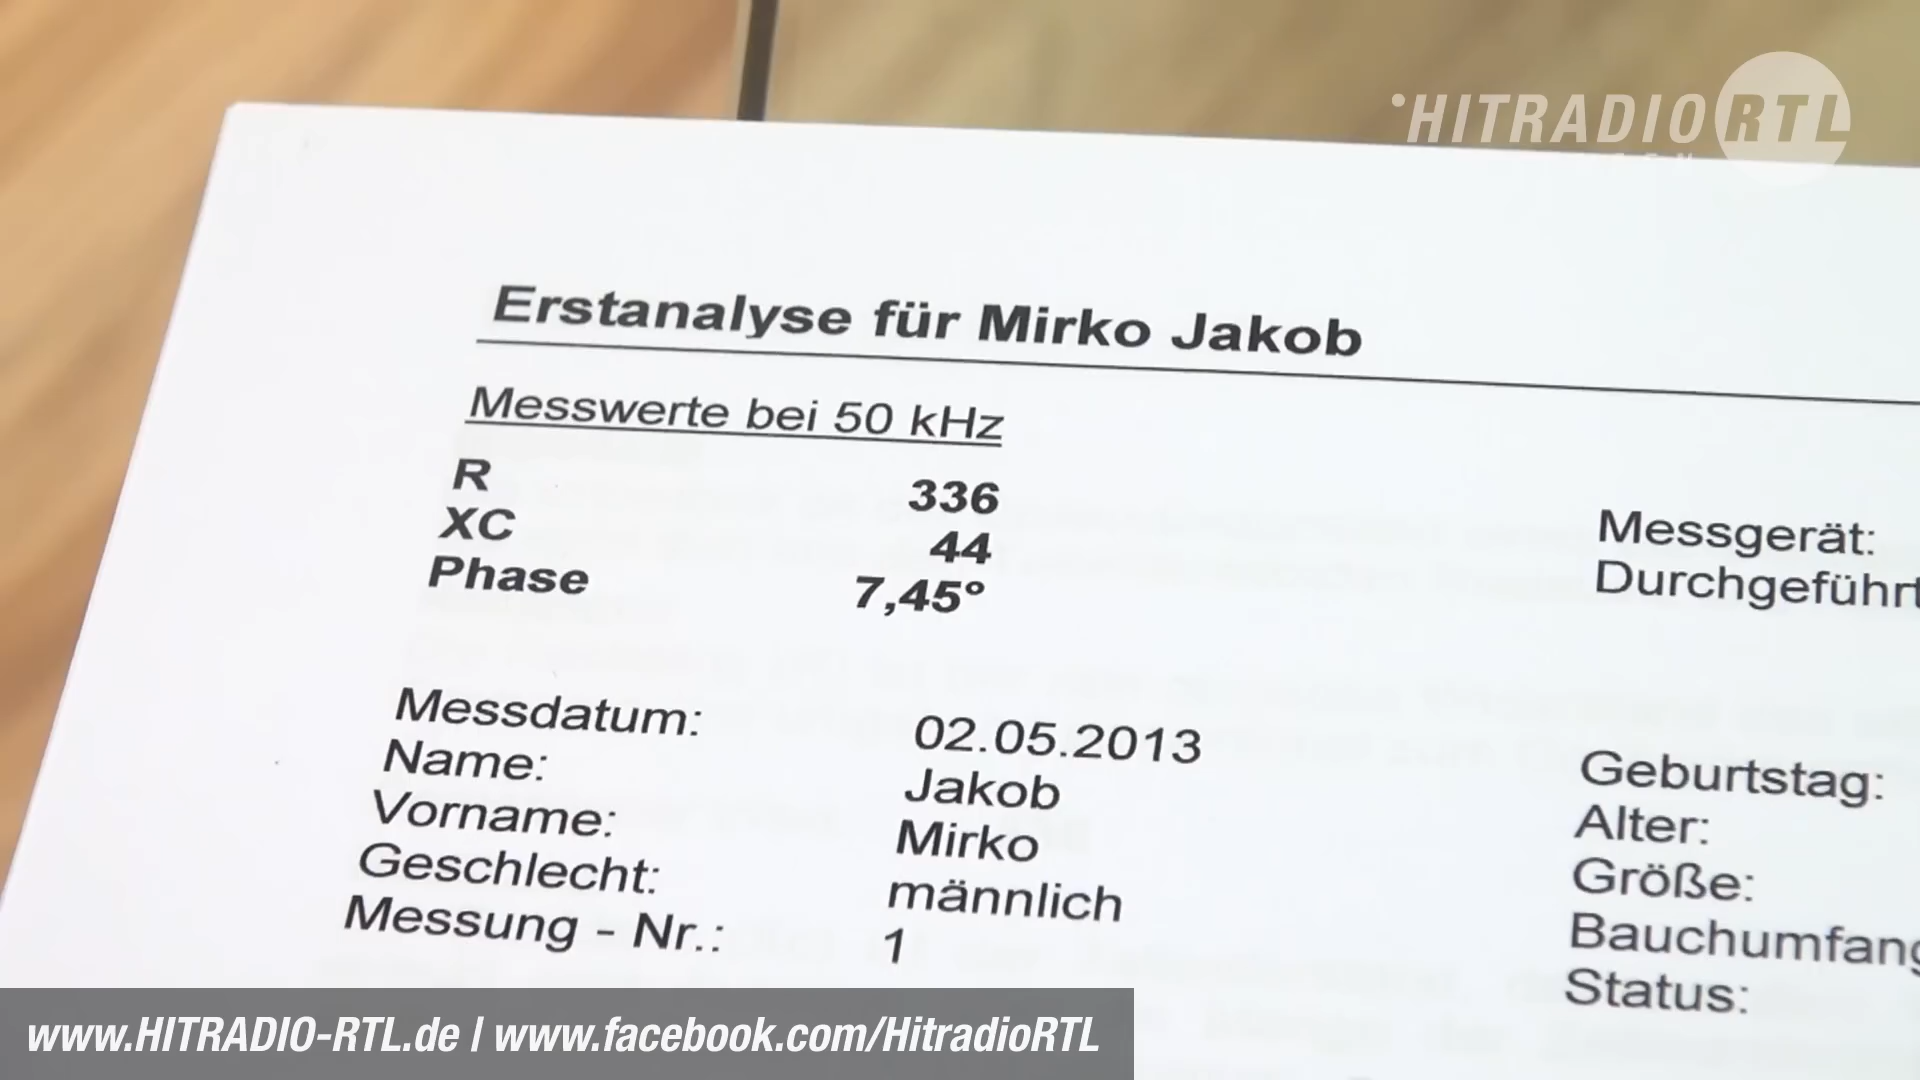 HITRADIO RTL
Erstanalyse für Mirko Jakob
Messwerte bei 50 kHz
R 336
XC 44
Phase 7,45°
Messgerät:
Durchgeführt
Messdatum: 02.05.2013
Name: Jakob
Vorname: Mirko
Geschlecht: männlich
Messung - Nr.: 1
Geburtstag:
Alter:
Größe:
Bauchumfang
Status:
www.HITRADIO-RTL.de | www.facebook.com/HitradioRTL